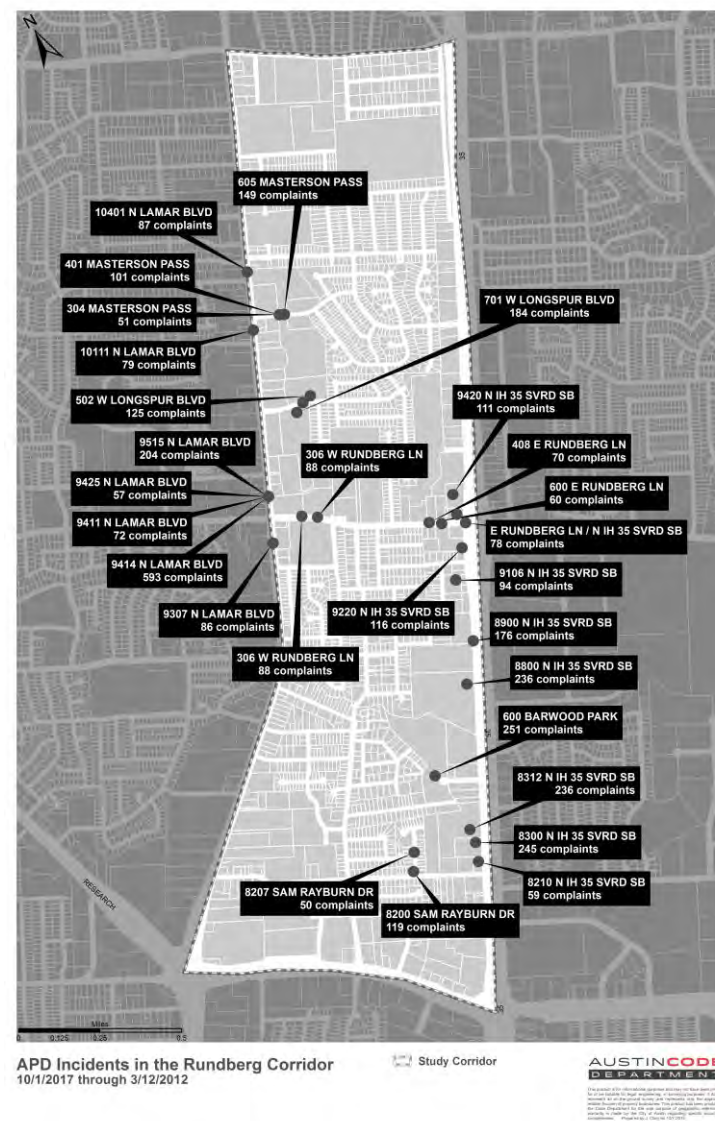 N
35
605 MASTERSON PASS
149 complaints
10401 N LAMAR BLVD
87 complaints
401 MASTERSON PASS
101 complaints
304 MASTERSON PASS
51 complaints
701 W LONGSPUR BLVD
184 complaints
10111 N LAMAR BLVD
79 complaints
502 W LONGSPUR BLVD
125 complaints
9420 N IH 35 SVRD SB
111 complaints
9515 N LAMAR BLVD
204 complaints
306 W RUNDBERG LN
88 complaints
408 E RUNDBERG LN
70 complaints
9425 N LAMAR BLVD
57 complaints
600 E RUNDBERG LN
60 complaints
9411 N LAMAR BLVD
72 complaints
E RUNDBERG LN / N IH 35 SVRD SB
78 complaints
9414 N LAMAR BLVD
593 complaints
9106 N IH 35 SVRD SB
94 complaints
9307 N LAMAR BLVD
86 complaints
9220 N IH 35 SVRD SB
116 complaints
8900 N IH 35 SVRD SB
176 complaints
306 W RUNDBERG LN
88 complaints
8800 N IH 35 SVRD SB
236 complaints
600 BARWOOD PARK
251 complaints
8312 N IH 35 SVRD SB
236 complaints
8300 N IH 35 SVRD SB
245 complaints
8207 SAM RAYBURN DR
50 complaints
8210 N IH 35 SVRD SB
59 complaints
8200 SAM RAYBURN DR
119 complaints
RESEARCH
Miles
0 0.125 0.25 0.5
APD Incidents in the Rundberg Corridor
10/1/2017 through 3/12/2012
Study Corridor
AUSTINCODE
DEPARTMENT